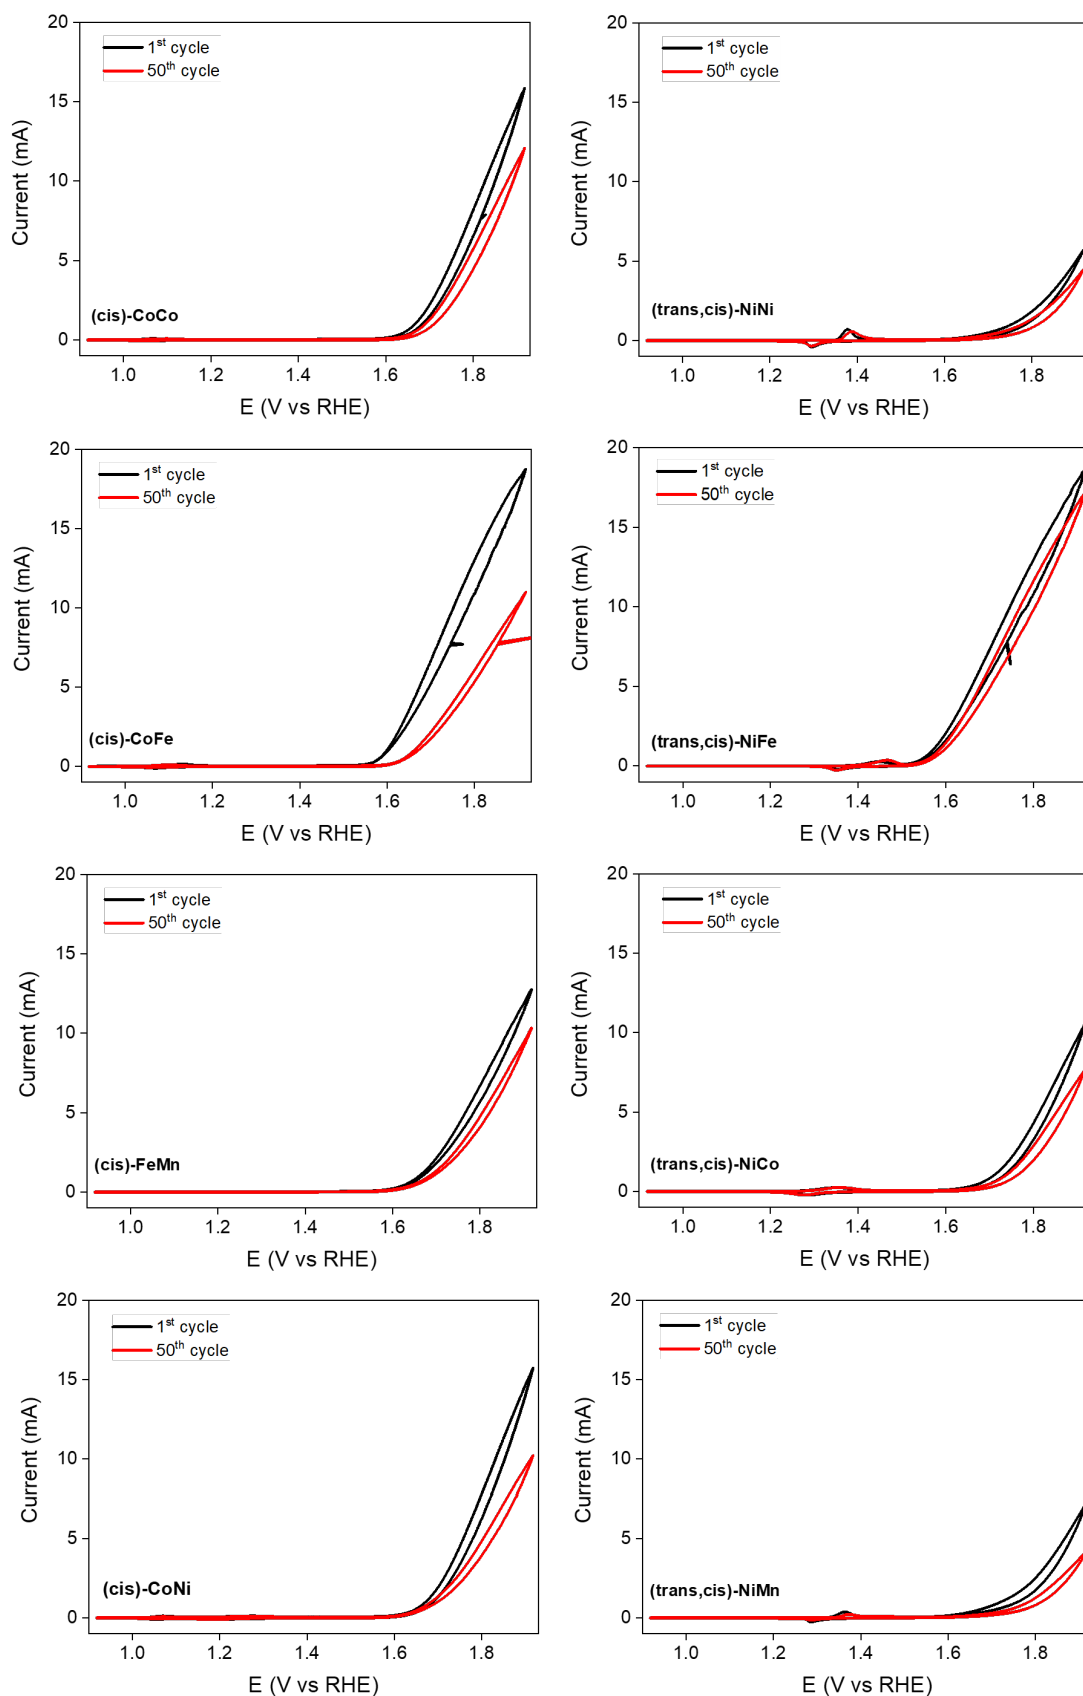 20
15
10
5
0
Current (mA)
1st cycle
50th cycle
(cis)-CoCo
1.0 1.2 1.4 1.6 1.8
E (V vs RHE)
20
15
10
5
0
Current (mA)
1st cycle
50th cycle
(trans,cis)-NiNi
1.0 1.2 1.4 1.6 1.8
E (V vs RHE)
20
15
10
5
0
Current (mA)
1st cycle
50th cycle
(cis)-CoFe
1.0 1.2 1.4 1.6 1.8
E (V vs RHE)
20
15
10
5
0
Current (mA)
1st cycle
50th cycle
(trans,cis)-NiFe
1.0 1.2 1.4 1.6 1.8
E (V vs RHE)
20
15
10
5
0
Current (mA)
1st cycle
50th cycle
(cis)-FeMn
1.0 1.2 1.4 1.6 1.8
E (V vs RHE)
20
15
10
5
0
Current (mA)
1st cycle
50th cycle
(trans,cis)-NiCo
1.0 1.2 1.4 1.6 1.8
E (V vs RHE)
20
15
10
5
0
Current (mA)
1st cycle
50th cycle
(cis)-CoNi
1.0 1.2 1.4 1.6 1.8
E (V vs RHE)
20
15
10
5
0
Current (mA)
1st cycle
50th cycle
(trans,cis)-NiMn
1.0 1.2 1.4 1.6 1.8
E (V vs RHE)